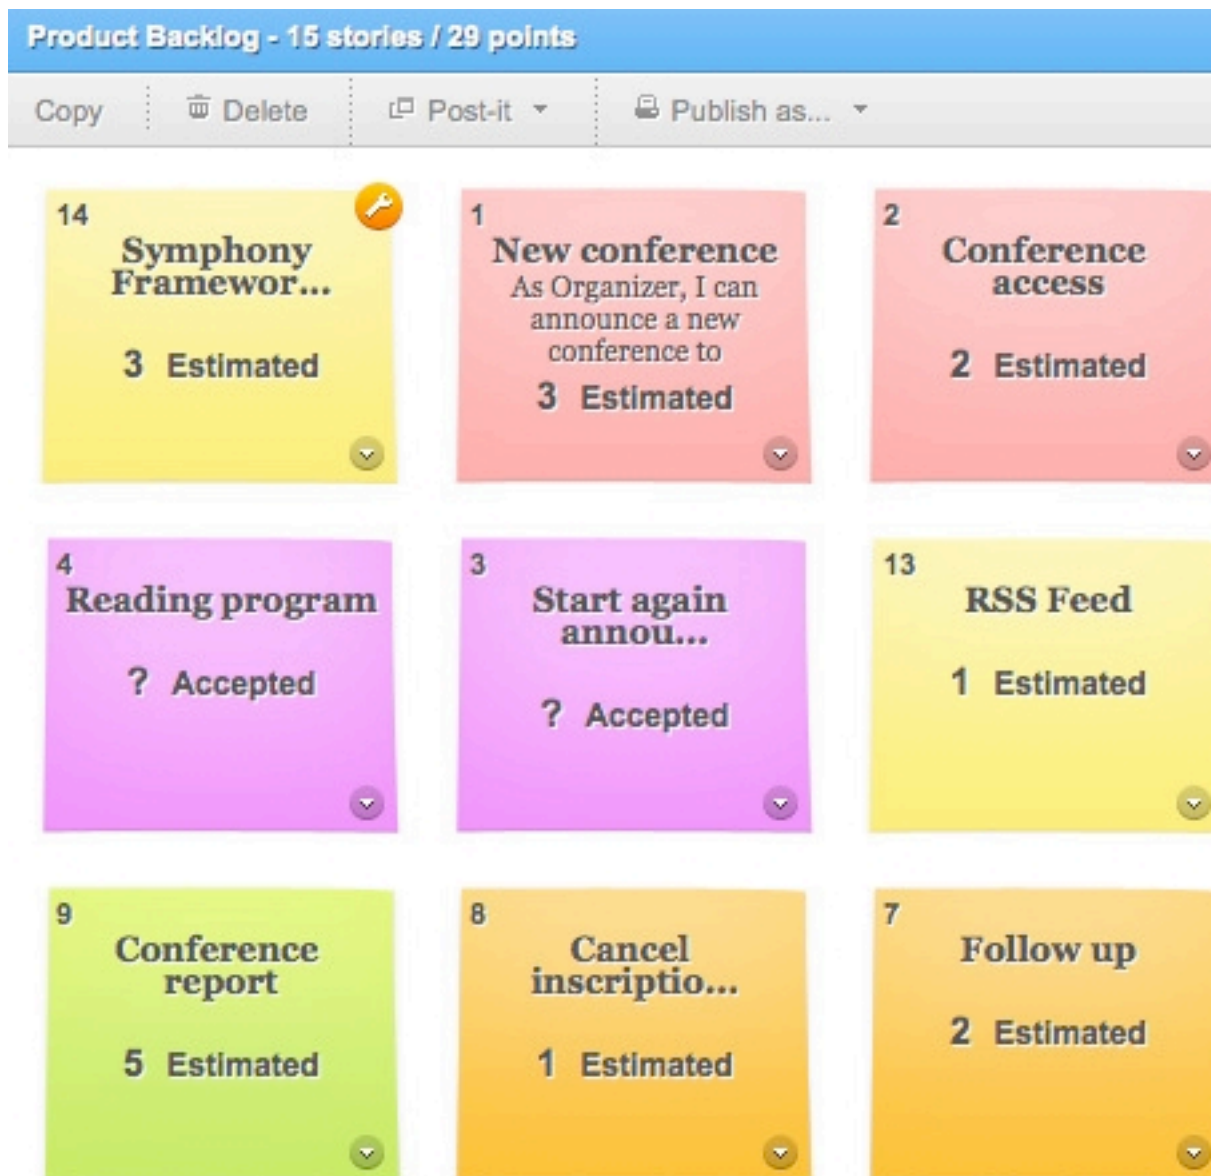 Product Backlog - 15 stories / 29 points
Copy Delete Post-it Publish as...
14
Symphony
Framewor...
3 Estimated
1
New conference
As Organizer, I can
announce a new
conference to
3 Estimated
2
Conference
access
2 Estimated
4
Reading program
? Accepted
3
Start again
annou...
? Accepted
13
RSS Feed
1 Estimated
9
Conference
report
5 Estimated
8
Cancel
inscriptio...
1 Estimated
7
Follow up
2 Estimated